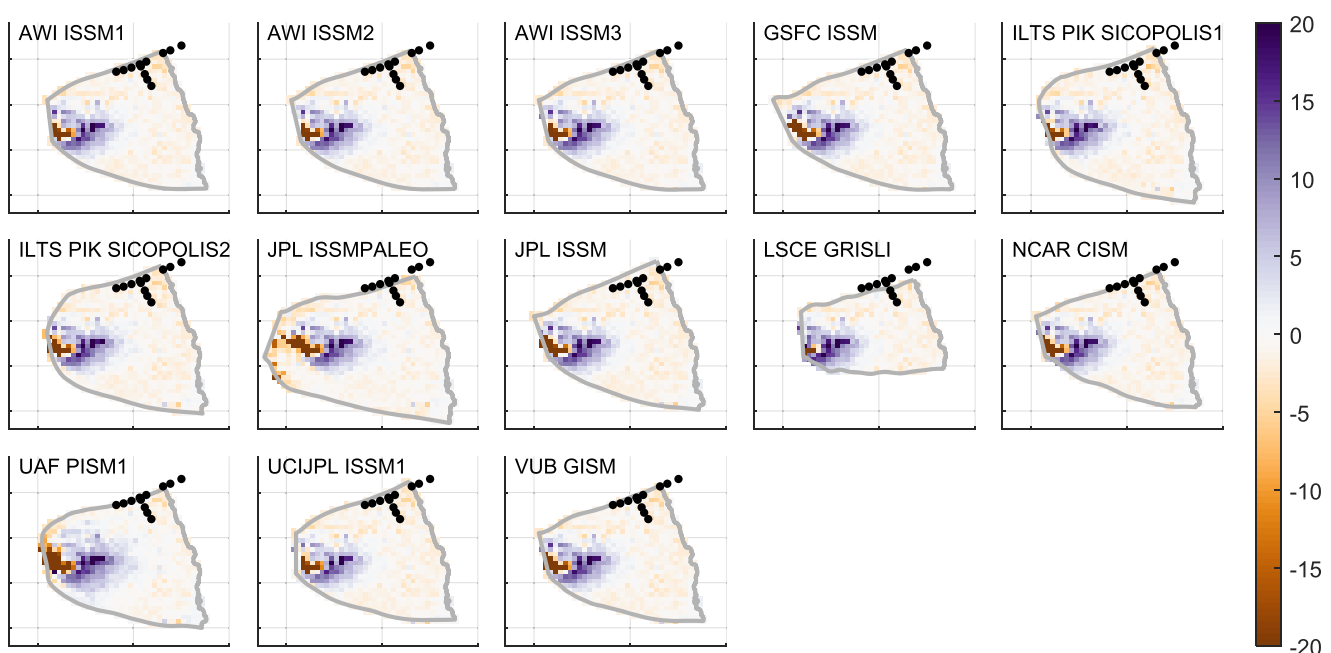 AWI ISSM1
AWI ISSM2
AWI ISSM3
GSFC ISSM
ILTS PIK SICOPOLIS1
ILTS PIK SICOPOLIS2
JPL ISSMPALEO
JPL ISSM
LSCE GRISLI
NCAR CISM
UAF PISM1
UCIJPL ISSM1
VUB GISM
20
15
10
5
0
-5
-10
-15
-20